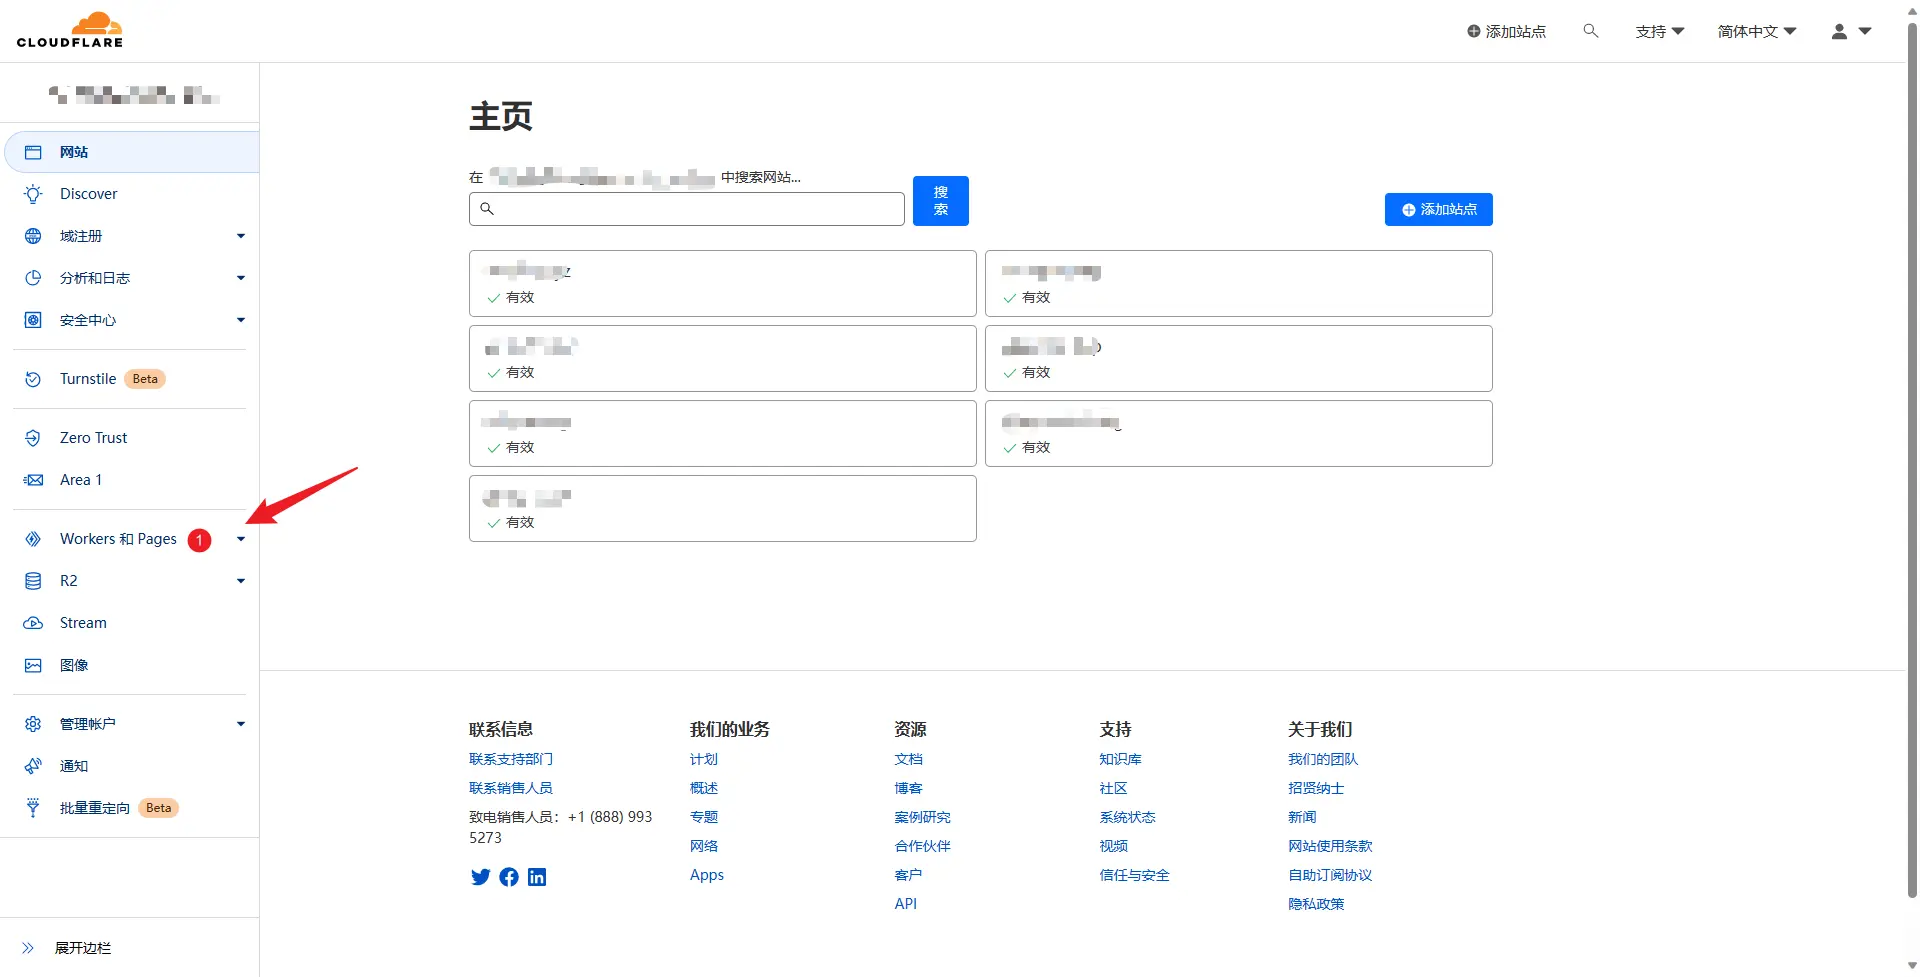 CLOUDFLARE
添加站点
支持
简体中文
网站
Discover
域注册
分析和日志
安全中心
Turnstile Beta
Zero Trust
Area 1
Workers 和 Pages 1
R2
Stream
图像
管理帐户
通知
批量重定向 Beta
展开边栏
主页
在
中搜索网站...
搜
索
添加站点
有效
有效
有效
有效
有效
有效
有效
联系信息
联系支持部门
联系销售人员
致电销售人员：+1 (888) 993
5273
我们的业务
计划
概述
专题
网络
Apps
资源
文档
博客
案例研究
合作伙伴
客户
API
支持
知识库
社区
系统状态
视频
信任与安全
关于我们
我们的团队
招贤纳士
新闻
网站使用条款
自助订阅协议
隐私政策